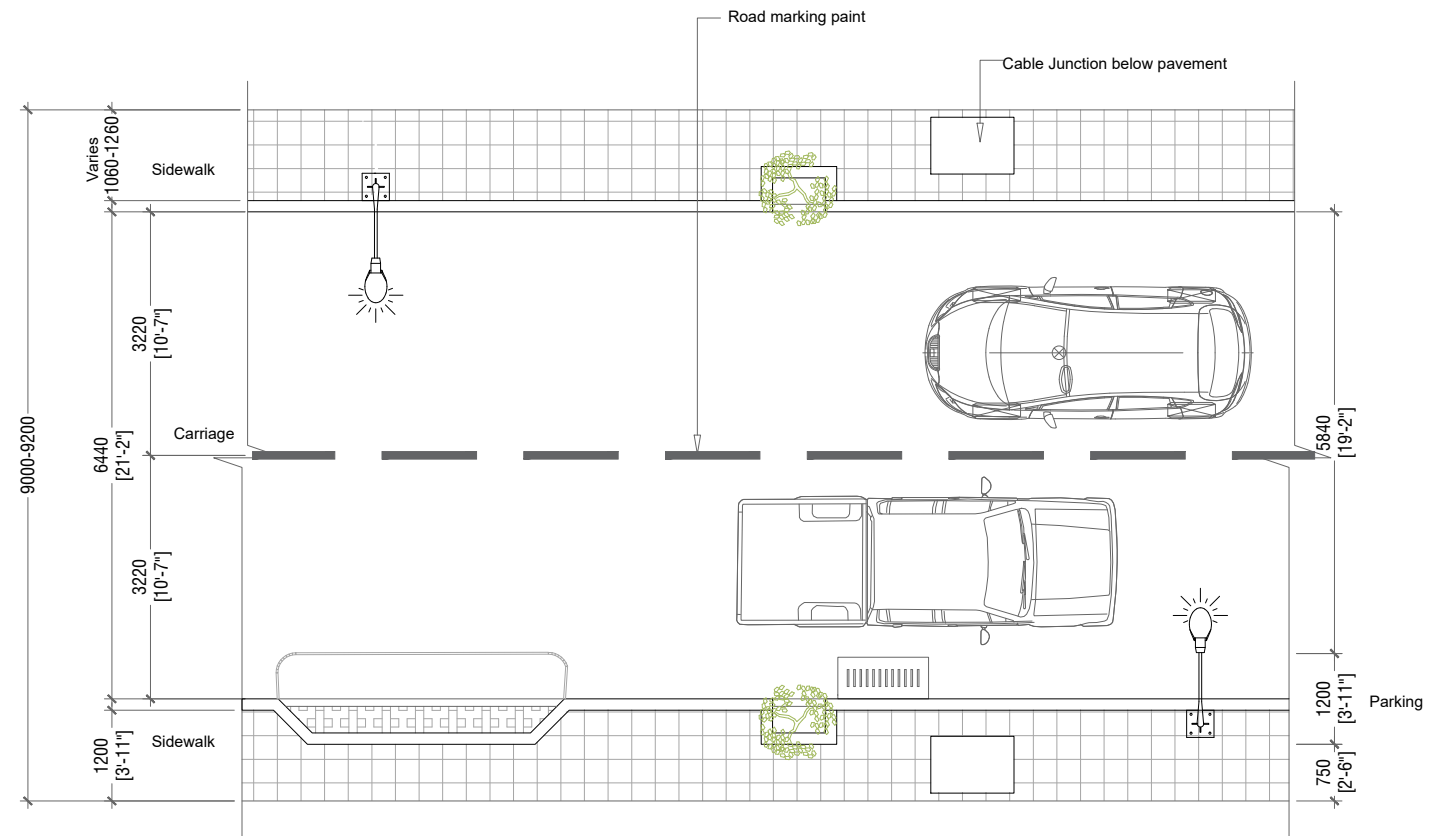 Road marking paint
Cable Junction below pavement
Varies
1060-1260
Sidewalk
3220
[10'-7"]
Carriage
6440
[21'-2"]
9000-9200
5840
[19'-2"]
3220
[10'-7"]
1200
[3'-11"]
Parking
Sidewalk
1200
[3'-11"]
750
[2'-6"]